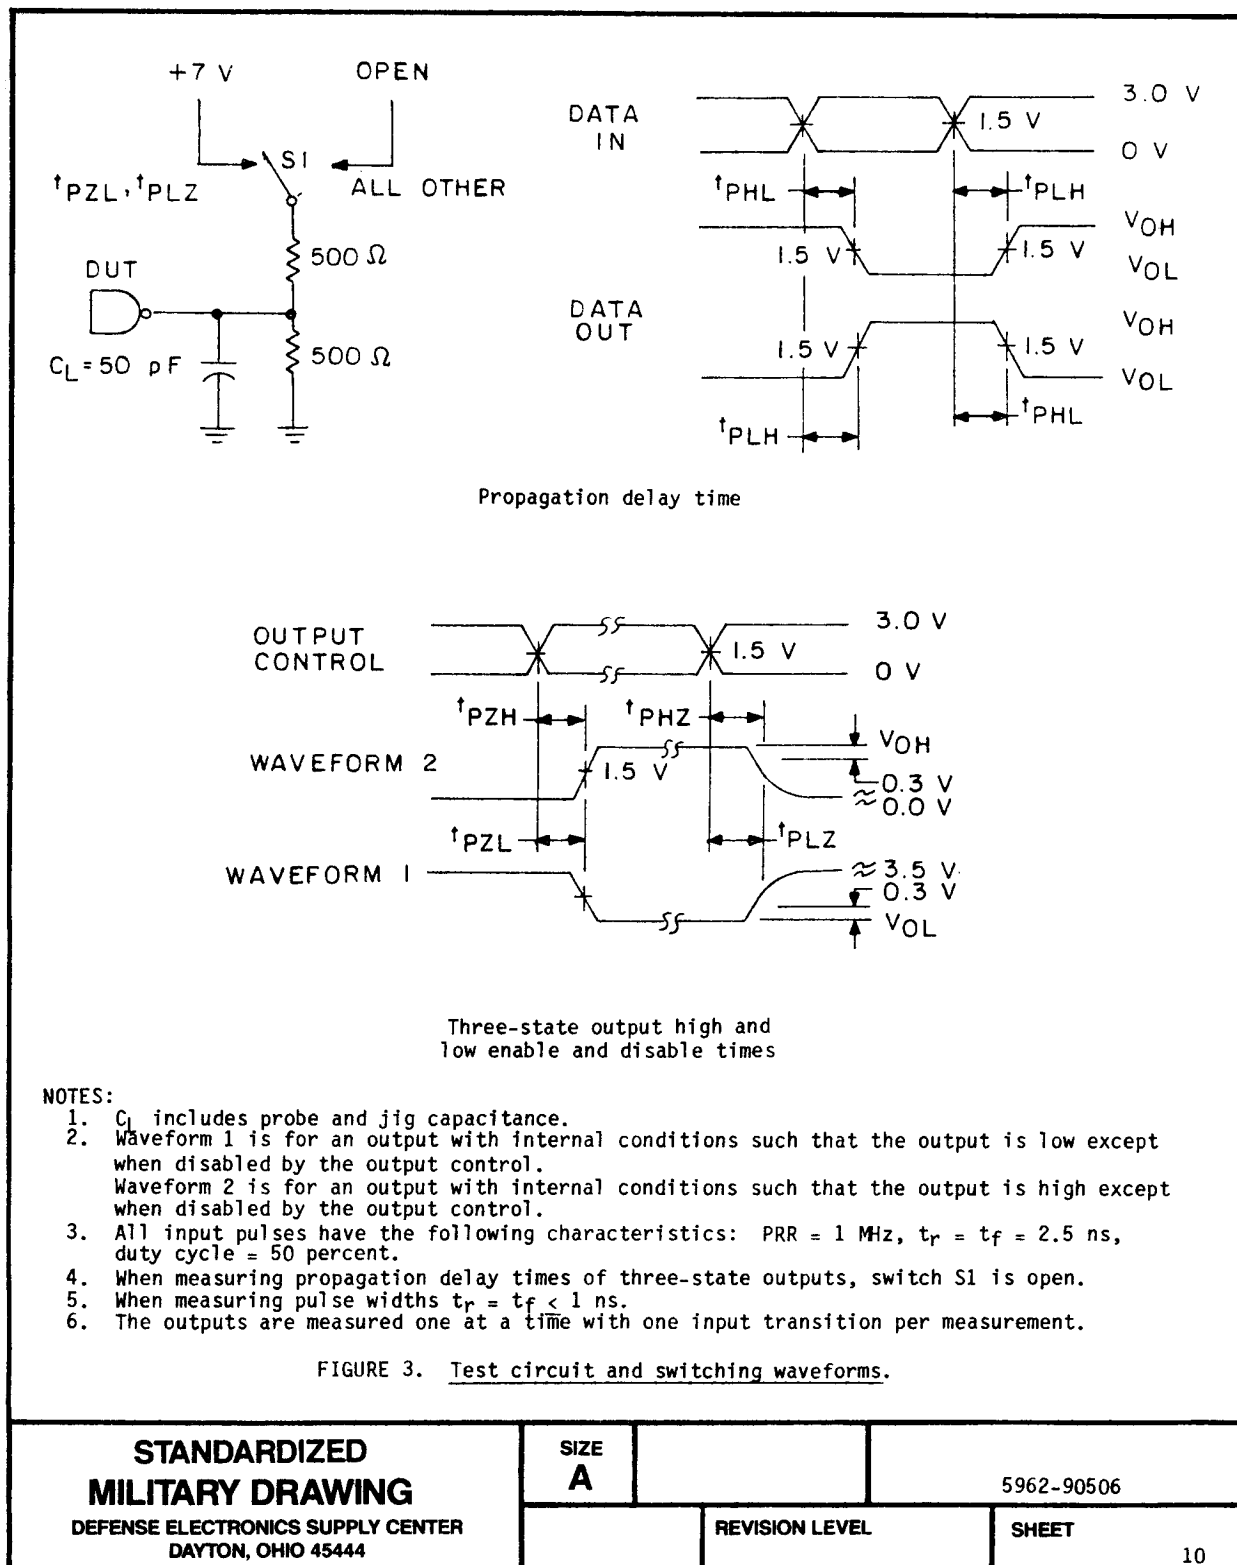 +7 V OPEN
S1
tPZL, tPLZ ALL OTHER
500 Ω
DUT
500 Ω
CL = 50 pF
DATA IN
3.0 V
1.5 V
0 V
tPHL tPLH
VOH
1.5 V 1.5 V
VOL
DATA OUT
VOH
1.5 V 1.5 V
VOL
tPLH tPHL
Propagation delay time
OUTPUT CONTROL
3.0 V
1.5 V
0 V
tPZH tPHZ
VOH
WAVEFORM 2
1.5 V
0.3 V
≈ 0.0 V
tPZL tPLZ
WAVEFORM 1
≈ 3.5 V
0.3 V
VOL
Three-state output high and
low enable and disable times
NOTES:
1. CL includes probe and jig capacitance.
2. Waveform 1 is for an output with internal conditions such that the output is low except
when disabled by the output control.
Waveform 2 is for an output with internal conditions such that the output is high except
when disabled by the output control.
3. All input pulses have the following characteristics: PRR = 1 MHz, tr = tf = 2.5 ns,
duty cycle = 50 percent.
4. When measuring propagation delay times of three-state outputs, switch S1 is open.
5. When measuring pulse widths tr = tf ≤ 1 ns.
6. The outputs are measured one at a time with one input transition per measurement.
FIGURE 3. Test circuit and switching waveforms.
STANDARDIZED
MILITARY DRAWING
DEFENSE ELECTRONICS SUPPLY CENTER
DAYTON, OHIO 45444
SIZE
A
5962-90506
REVISION LEVEL
SHEET
10